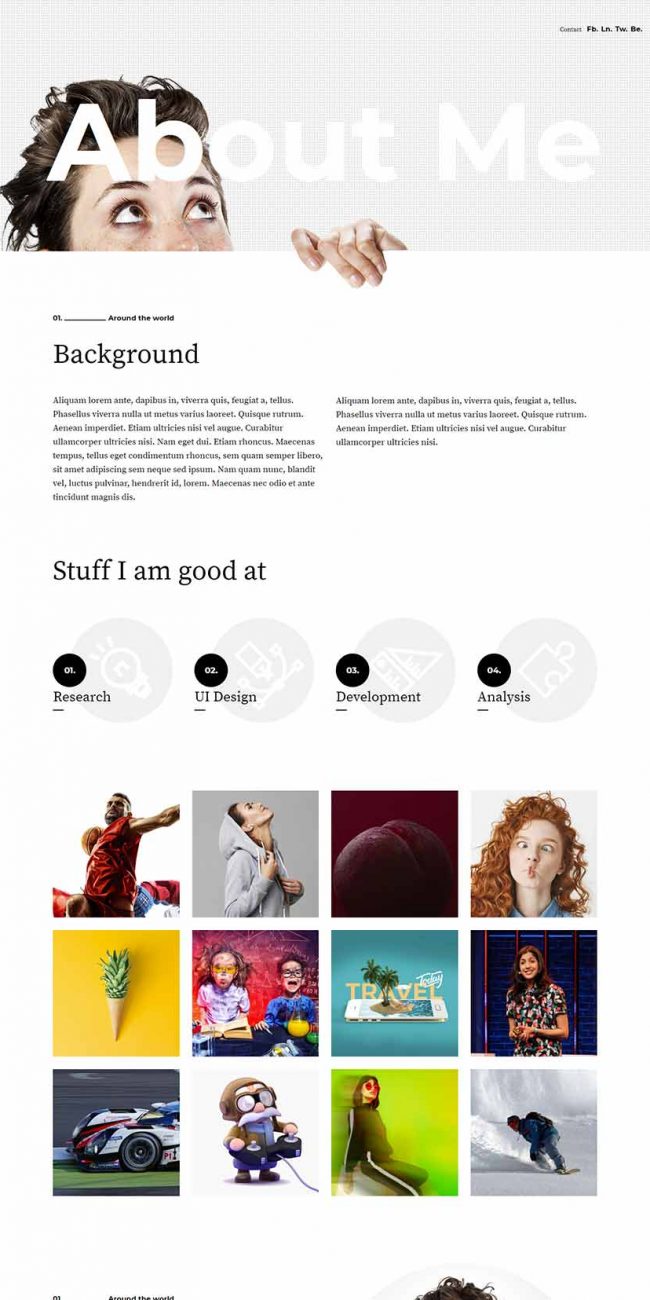 Contact Fb. Ln. Tw. Be.
About Me
01. Around the world
Background
Aliquam lorem ante, dapibus in, viverra quis, feugiat a, tellus.
Phasellus viverra nulla ut metus varius laoreet. Quisque rutrum.
Aenean imperdiet. Etiam ultricies nisi vel augue. Curabitur
ullamcorper ultricies nisi. Nam eget dui. Etiam rhoncus. Maecenas
tempus, tellus eget condimentum rhoncus, sem quam semper libero,
sit amet adipiscing sem neque sed ipsum. Nam quam nunc, blandit
vel, luctus pulvinar, hendrerit id, lorem. Maecenas nec odio et ante
tincidunt magnis dis.
Aliquam lorem ante, dapibus in, viverra quis, feugiat a, tellus.
Phasellus viverra nulla ut metus varius laoreet. Quisque rutrum.
Aenean imperdiet. Etiam ultricies nisi vel augue. Curabitur
ullamcorper ultricies nisi.
Stuff I am good at
01.
Research
02.
UI Design
03.
Development
04.
Analysis
Today
TRAVEL
01. Around the world